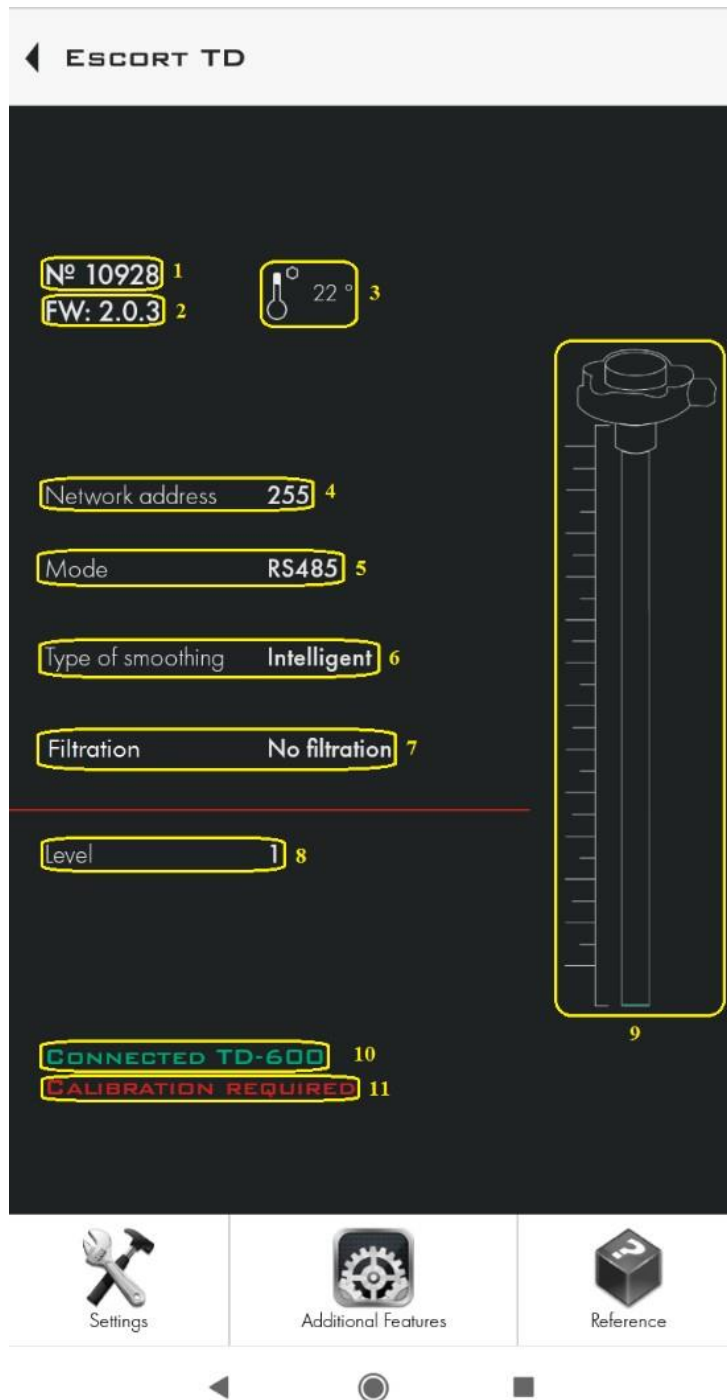 Escort TD
№ 10928 1
FW: 2.0.3 2
22 ° 3
Network address 255 4
Mode RS485 5
Type of smoothing Intelligent 6
Filtration No filtration 7
Level 1 8
9
Connected TD-600 10
Calibration required 11
Settings Additional Features Reference